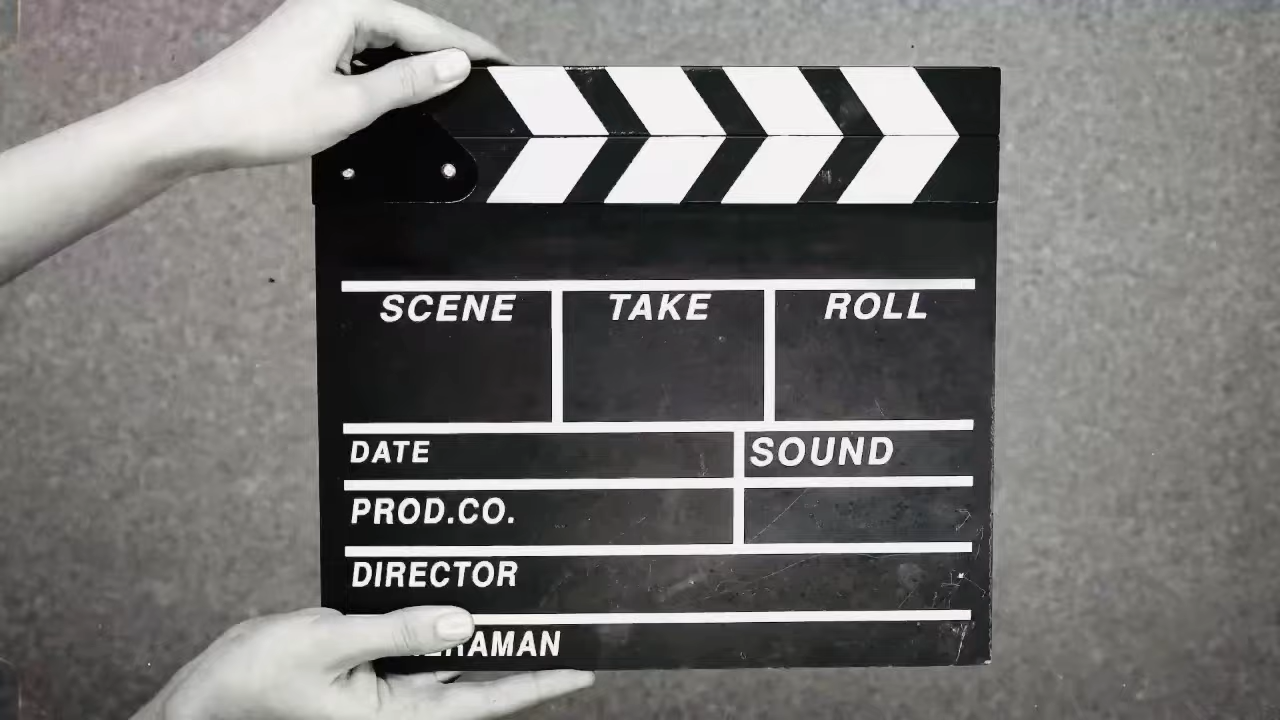 SCENE TAKE ROLL
DATE SOUND
PROD.CO.
DIRECTOR